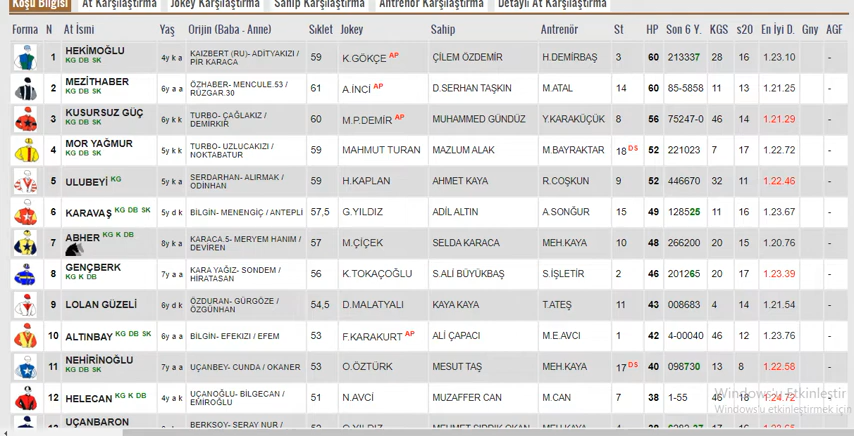 Koşu Bilgisi At Karşılaştırma Jokey Karşılaştırma Sahip Karşılaştırma Antrenör Karşılaştırma Detaylı At Karşılaştırma
Forma N At İsmi Yaş Orijin (Baba - Anne) Sıklet Jokey Sahip Antrenör St HP Son 6 Y. KGS s20 En İyi D. Gny AGF
1 HEKİMOĞLU KG DB SK 4y k a KAIZBERT (RU)- ADİTYAKIZI / PİR KARACA 59 K.GÖKÇE AP ÇİLEM ÖZDEMİR H.DEMİRBAŞ 3 60 213337 28 16 1.23.10 -
2 MEZİTHABER KG DB SK 6y a a ÖZHABER- MENCULE.53 / RÜZGAR 30 61 A.İNCİ AP D.SERHAN TAŞKIN M.ATAL 14 60 85-5858 11 13 1.21.25 -
3 KUSURSUZ GÜÇ KG DB SK 6y k k TURBO- ÇAĞLAKIZ / DEMİRKIR 60 M.P.DEMİR AP MUHAMMED GÜNDÜZ Y.KARAKÜÇÜK 8 56 75247-0 46 14 1.21.29 -
4 MOR YAĞMUR KG DB SK 5y k k TURBO- UZLUCAKIZI / NOKTABATUR 59 MAHMUT TURAN MAZLUM ALAK M.BAYRAKTAR 18 DS 52 221023 7 17 1.22.72 -
5 ULUBEYİ KG 5y k a SERDARHAN- ALIRMAK / ODİNHAN 59 H.KAPLAN AHMET KAYA R.COŞKUN 9 52 446670 32 11 1.22.46 -
6 KARAVAŞ KG DB SK 5y d k BİLGİN- MENENGİÇ / ANTEPLİ 57,5 G.YILDIZ ADİL ALTIN A.SONĞUR 15 49 128525 11 16 1.23.67 -
7 ABHER KG K DB 8y k a KARACA.5- MERYEM HANIM / DEVİREN 57 M.ÇİÇEK SELDA KARACA MEH.KAYA 10 48 266200 20 15 1.20.76 -
8 GENÇBERK KG K DB 7y a a KARA YAĞIZ- SONDEM / HİRATASAN 56 K.TOKAÇOĞLU S.ALİ BÜYÜKBAŞ S.İŞLETİR 2 46 201265 20 17 1.23.39 -
9 LOLAN GÜZELİ 6y d k ÖZDURAN- GÜRGÖZE / ÖZGÜNHAN 54,5 D.MALATYALI KAYA KAYA T.ATEŞ 11 43 008683 4 14 1.21.54 -
10 ALTINBAY KG DB SK 6y a a BİLGİN- EFEKIZI / EFEM 53 F.KARAKURT AP ALİ ÇAPACI M.E.AVCI 1 42 4-00040 46 12 1.23.76 -
11 NEHİRİNOĞLU KG DB SK 7y a a UÇANBEY- CUNDA / OKANER 53 O.ÖZTÜRK MESUT TAŞ MEH.KAYA 17 DS 40 098730 13 8 1.22.58 -
12 HELECAN KG K DB 4y a k UÇANOĞLU- BİLGECAN / EMİROĞLU 51 N.AVCİ MUZAFFER CAN M.CAN 7 38 1-55 46 18 1.24.72 -
UÇANBARON BERKSOY- SERAY NUR /
Windows'u Etkinleştir
Windows'u etkinleştirmek için